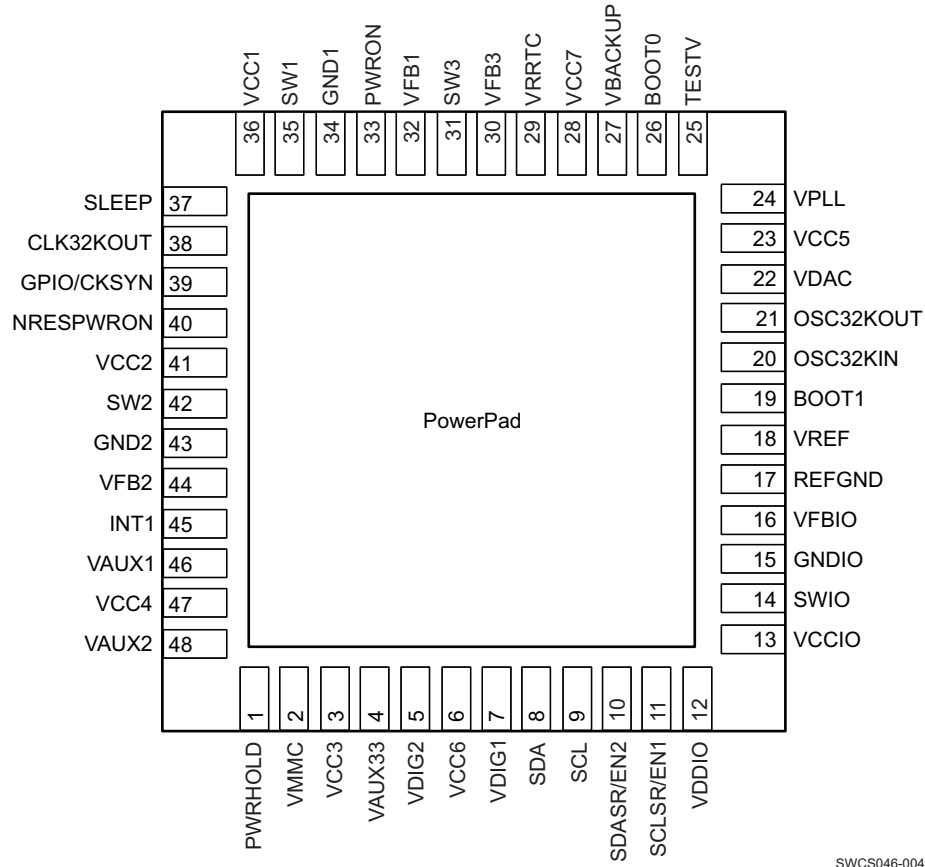 VCC1
SW1
GND1
PWRON
VFB1
SW3
VFB3
VRRTC
VCC7
VBACKUP
BOOT0
TESTV
36
35
34
33
32
31
30
29
28
27
26
25
SLEEP 37
CLK32KOUT 38
GPIO/CKSYN 39
NRESPWRON 40
VCC2 41
SW2 42
GND2 43
VFB2 44
INT1 45
VAUX1 46
VCC4 47
VAUX2 48
PowerPad
24 VPLL
23 VCC5
22 VDAC
21 OSC32KOUT
20 OSC32KIN
19 BOOT1
18 VREF
17 REFGND
16 VFBIO
15 GNDIO
14 SWIO
13 VCCIO
1
2
3
4
5
6
7
8
9
10
11
12
PWRHOLD
VMMC
VCC3
VAUX33
VDIG2
VCC6
VDIG1
SDA
SCL
SDASR/EN2
SCLSR/EN1
VDDIO
SWCS046-004